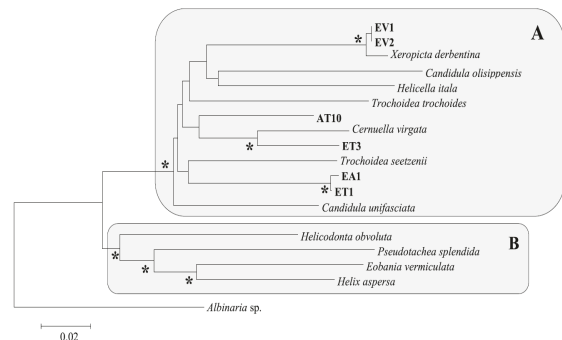 A
EV1
*
EV2
Xeropicta derbentina
Candidula olisippensis
Helicella itala
Trochoidea trochoides
AT10
Cernuella virgata
*
ET3
Trochoidea seetzenii
*
EA1
*
ET1
Candidula unifasciata
B
Helicodonta obvoluta
*
Pseudotachea splendida
*
Eobania vermiculata
*
Helix aspersa
Albinaria sp.
0.02